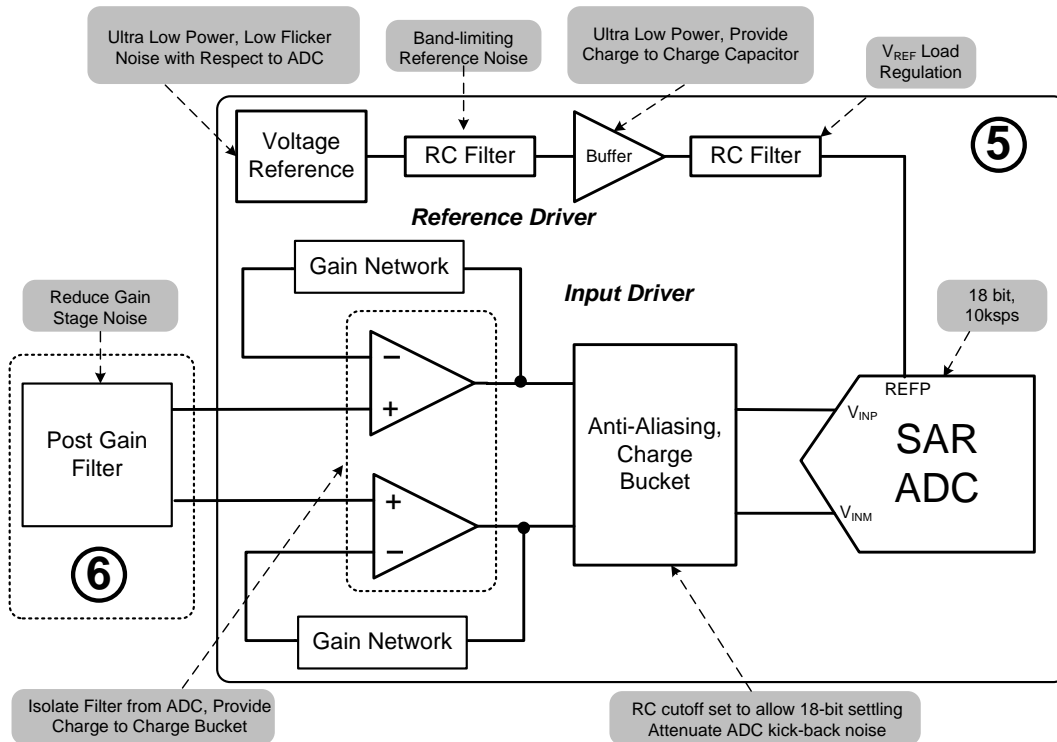 Ultra Low Power, Low Flicker
Noise with Respect to ADC
Band-limiting
Reference Noise
Ultra Low Power, Provide
Charge to Charge Capacitor
VREF Load
Regulation
Voltage
Reference
RC Filter
Buffer
RC Filter
5
Reference Driver
Gain Network
Input Driver
Reduce Gain
Stage Noise
18 bit,
10ksps
Post Gain
Filter
6
−
+
+
−
Anti-Aliasing,
Charge
Bucket
REFP
VINP
SAR
ADC
VINM
Gain Network
Isolate Filter from ADC, Provide
Charge to Charge Bucket
RC cutoff set to allow 18-bit settling
Attenuate ADC kick-back noise